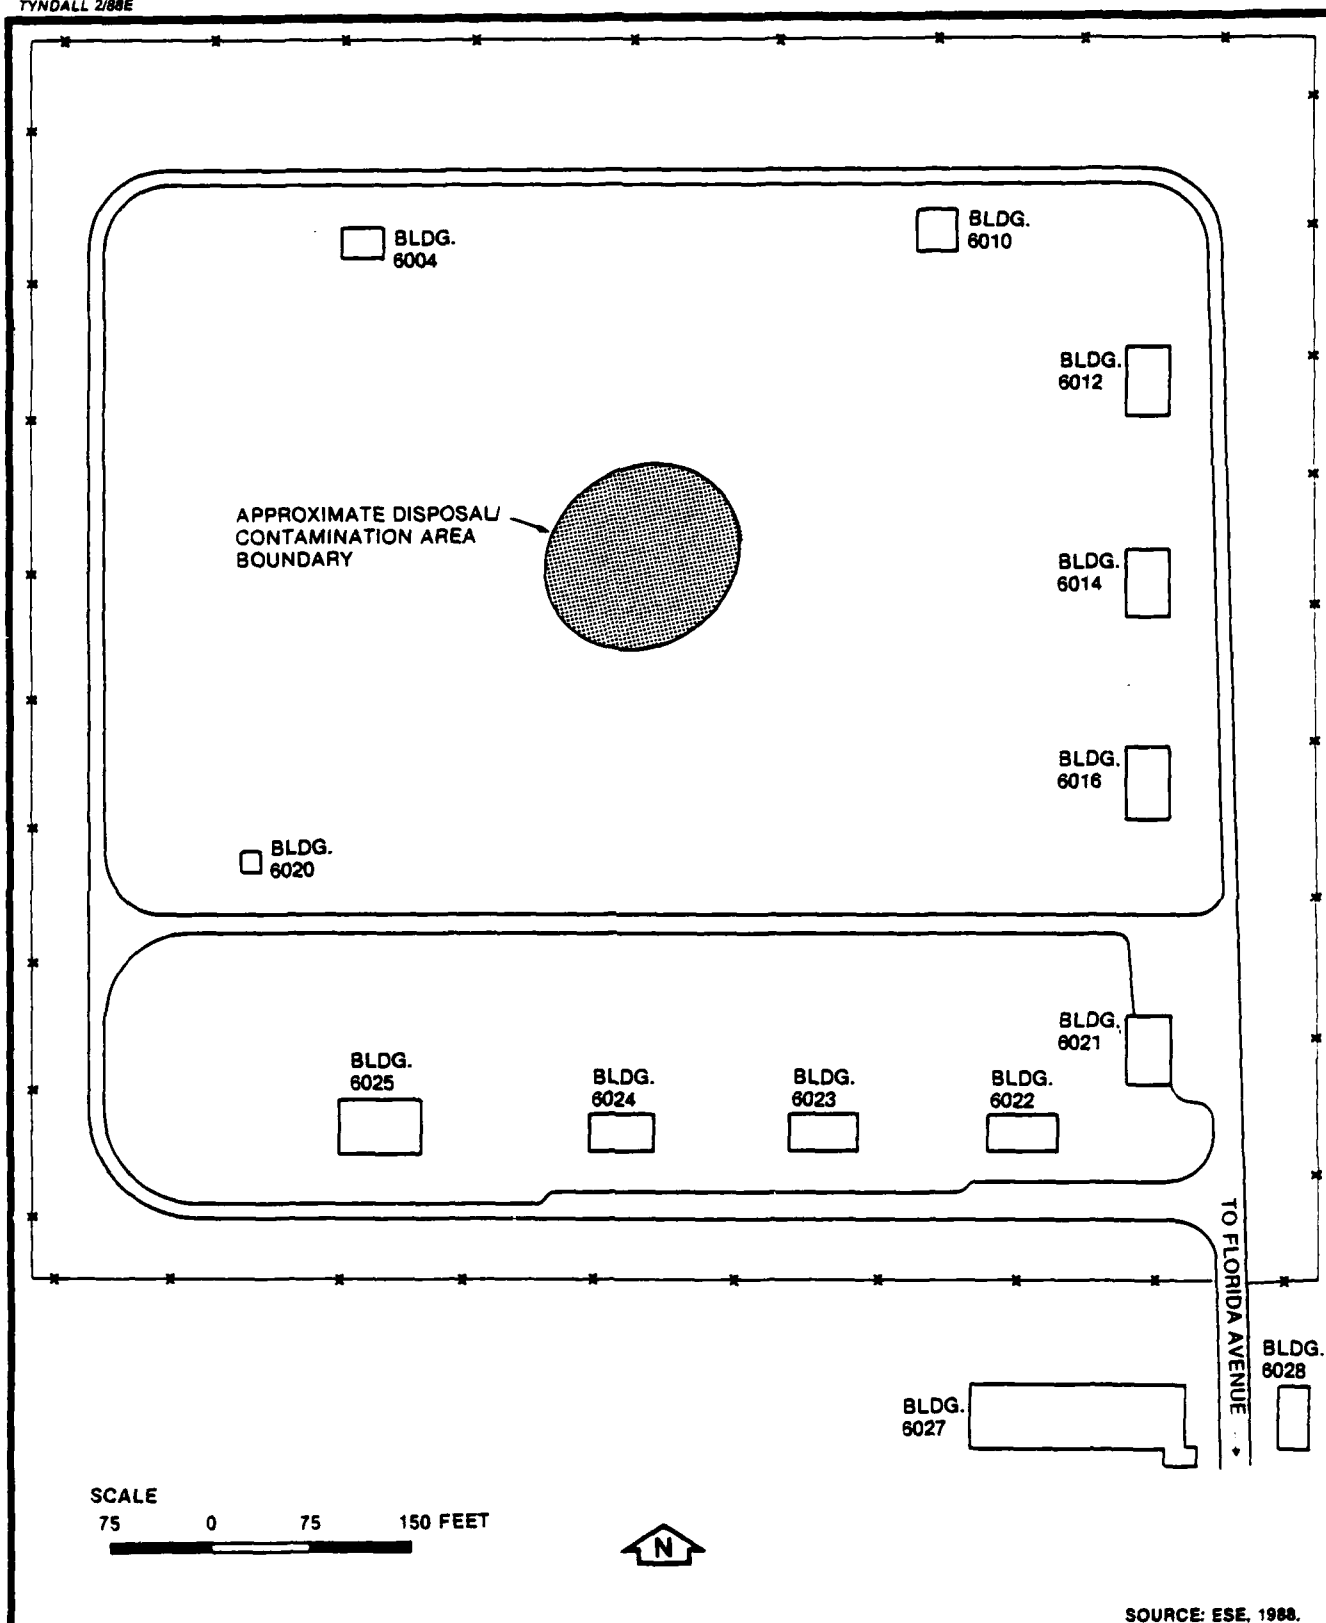 TYNDALL 2/88E
BLDG.
6004
BLDG.
6010
BLDG.
6012
APPROXIMATE DISPOSAL/
CONTAMINATION AREA
BOUNDARY
BLDG.
6014
BLDG.
6016
BLDG.
6020
BLDG.
6021
BLDG.
6025
BLDG.
6024
BLDG.
6023
BLDG.
6022
TO FLORIDA AVENUE
BLDG.
6028
BLDG.
6027
SCALE
75 0 75 150 FEET
N
SOURCE: ESE, 1988.